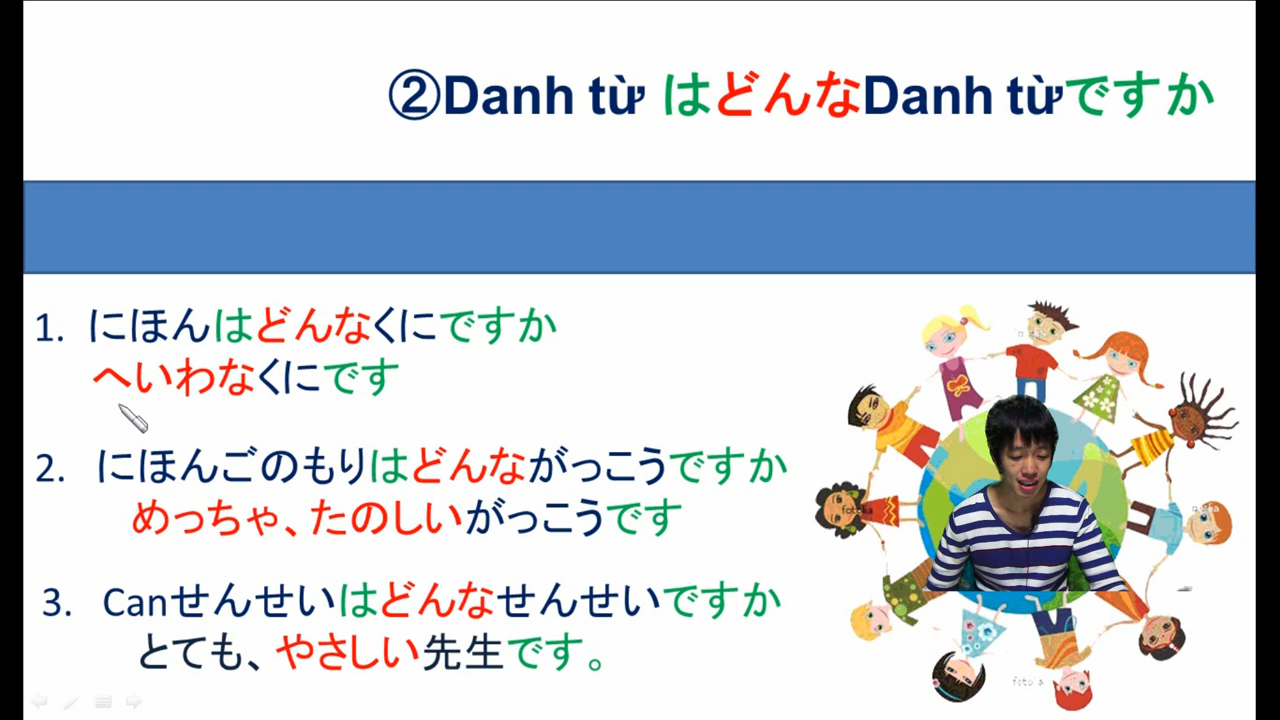 ②Danh từ はどんなDanh từですか
1. にほんはどんなくにですか
へいわなくにです
2. にほんごのもりはどんながっこうですか
めっちゃ、たのしいがっこうです
3. Canせんせいはどんなせんせいですか
とても、やさしい先生です。
fotolia